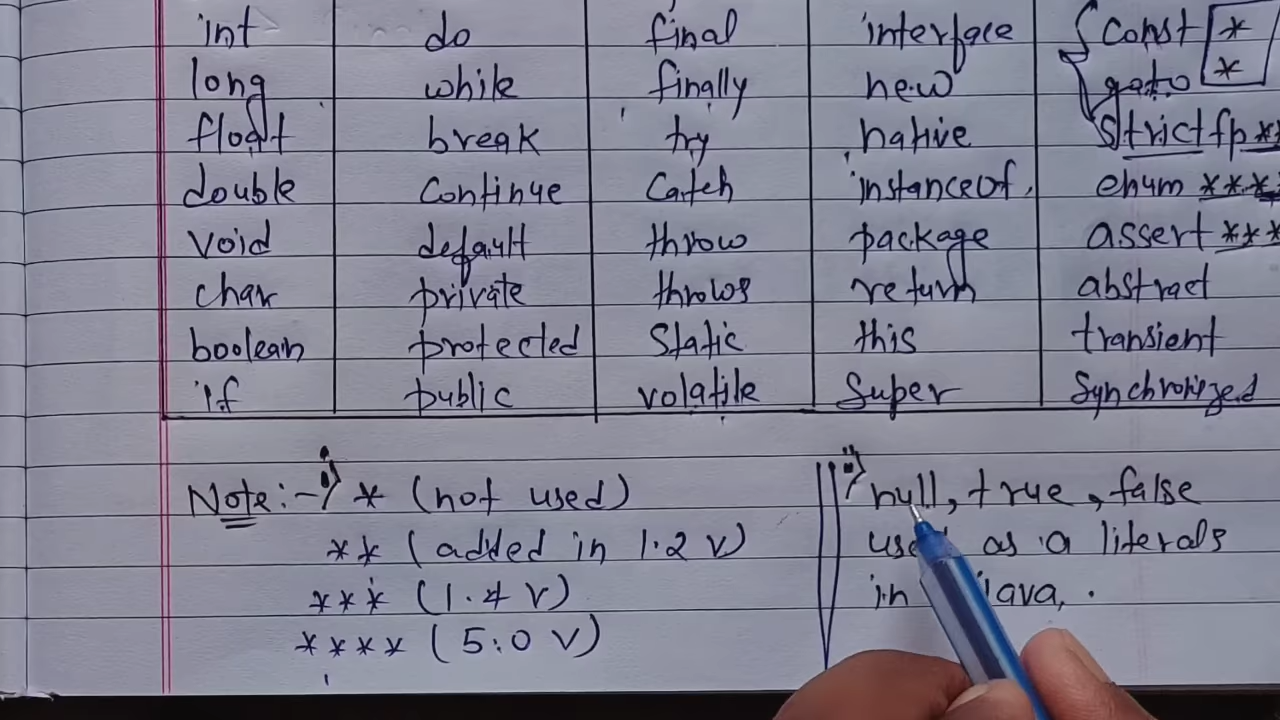 int do final interface const *
long while finally new goto *
float break try native strictfp **
double continue catch instanceof, enum ****
void default throw package assert ***
char private throws return abstract
boolean protected static this transient
if public volatile super synchronized
Note:- i) * (not used)
** (added in 1.2 v)
*** (1.4 v)
**** (5.0 v)
ii) null, true, false
used as a literals
in java.